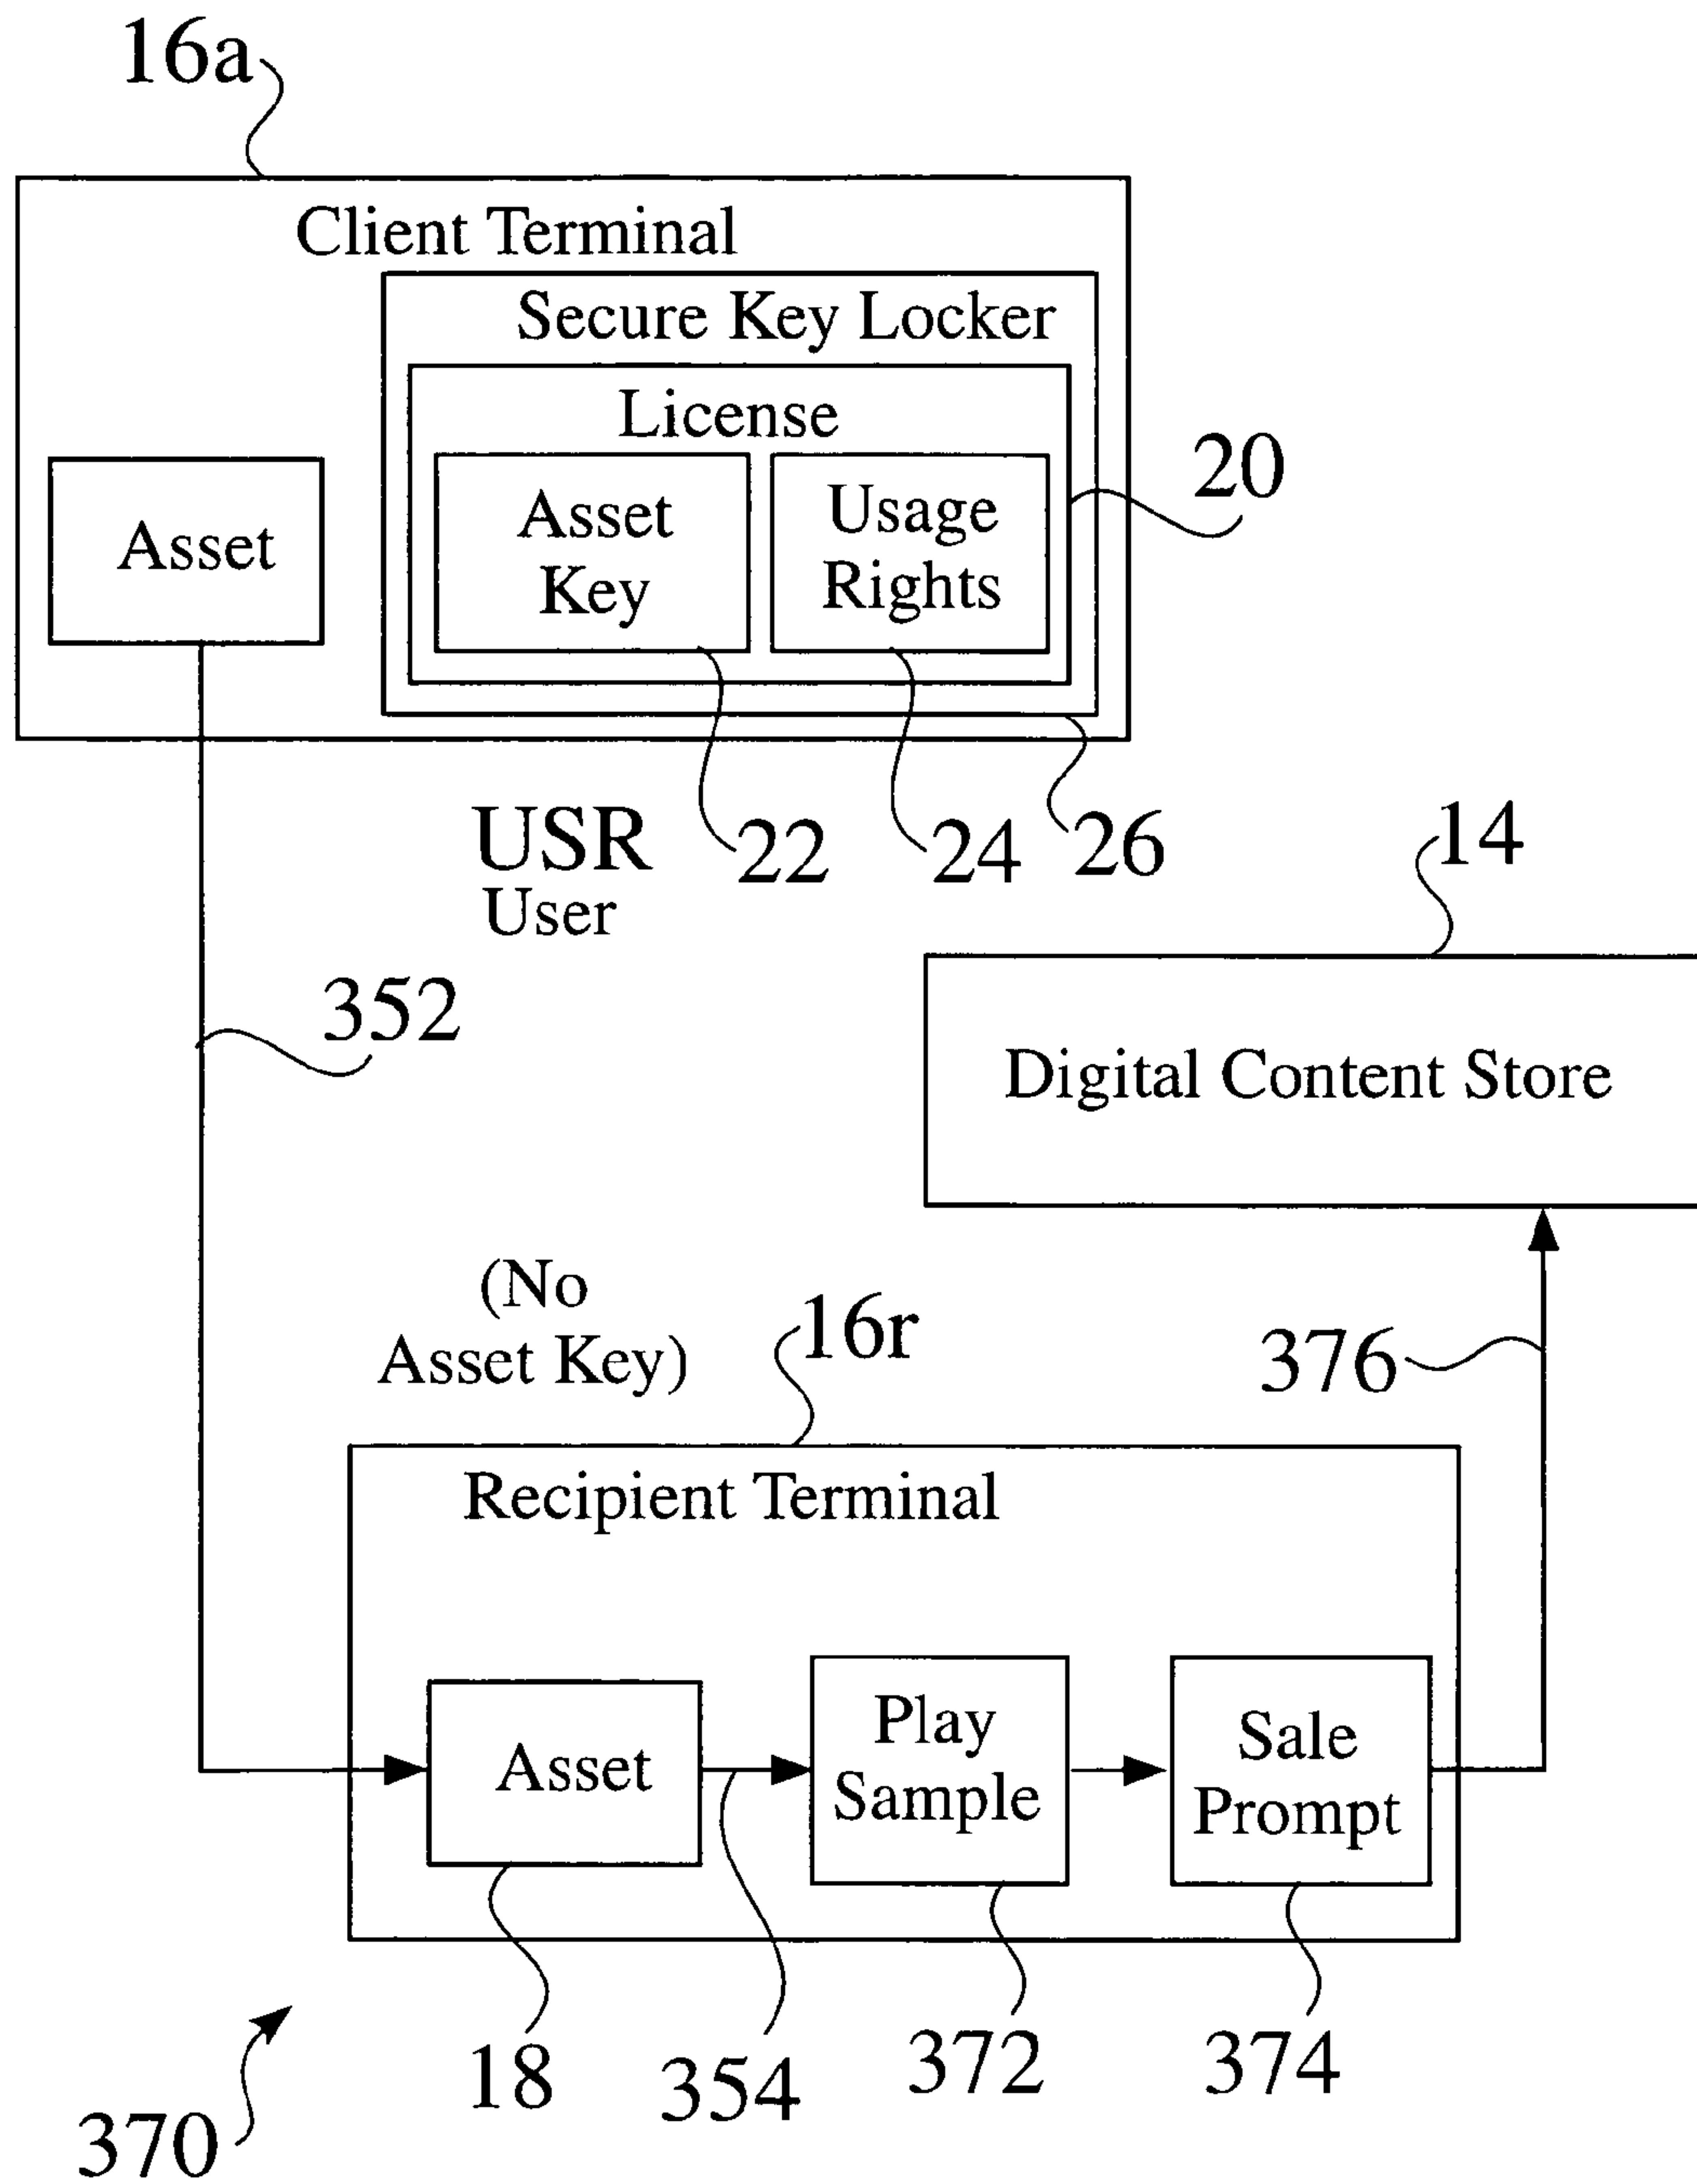 16a
Client Terminal
Secure Key Locker
License
20
Asset
Asset
Key
Usage
Rights
USR
User
22
24
26
14
352
Digital Content Store
(No
Asset Key)
16r
376
Recipient Terminal
Asset
Play
Sample
Sale
Prompt
18
354
372
374
370